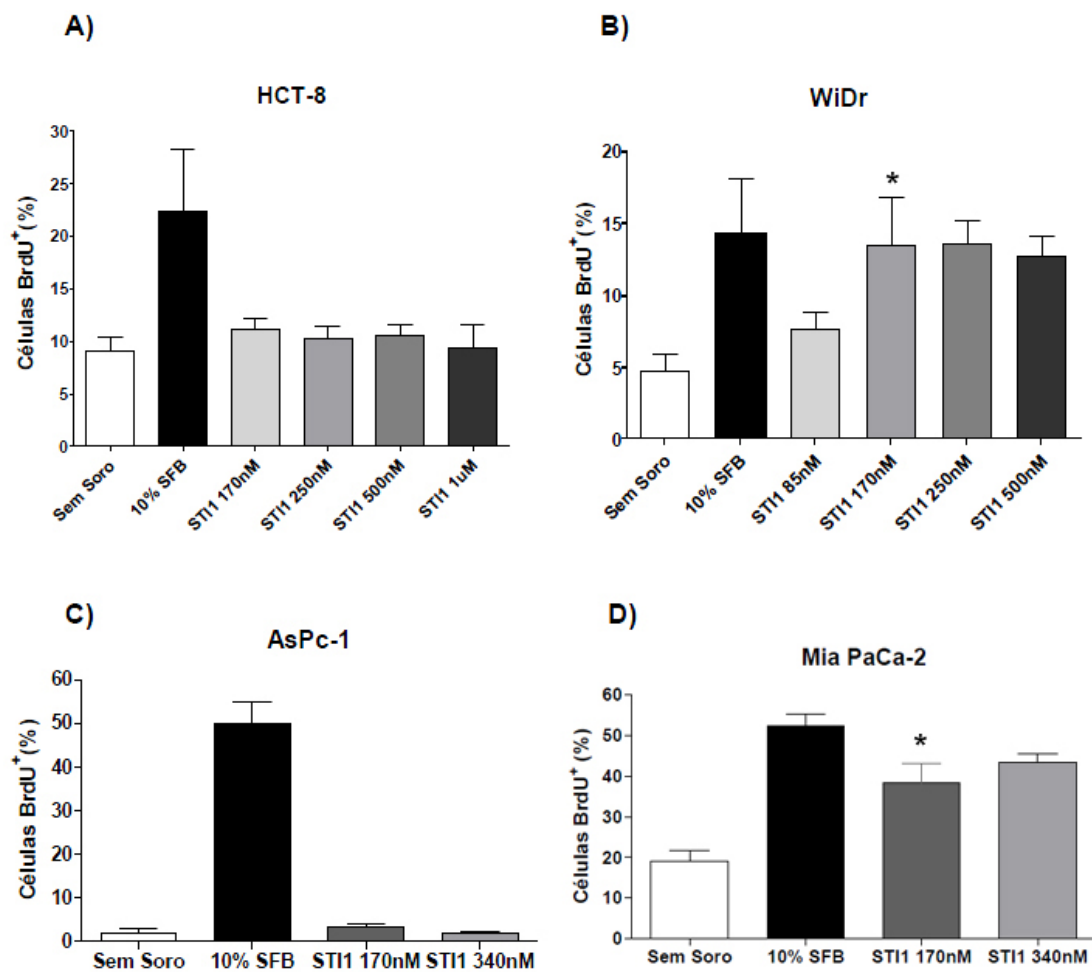 A)
HCT-8
Células BrdU⁺(%)
30
25
20
15
10
5
0
Sem Soro
10% SFB
STI1 170nM
STI1 250nM
STI1 500nM
STI1 1uM
B)
WiDr
Células BrdU⁺(%)
20
15
10
5
0
*
Sem Soro
10% SFB
STI1 85nM
STI1 170nM
STI1 250nM
STI1 500nM
C)
AsPc-1
Células BrdU⁺(%)
60
50
40
30
20
10
0
Sem Soro
10% SFB
STI1 170nM
STI1 340nM
D)
Mia PaCa-2
Células BrdU⁺ (%)
60
50
40
30
20
10
0
*
Sem Soro
10% SFB
STI1 170nM
STI1 340nM